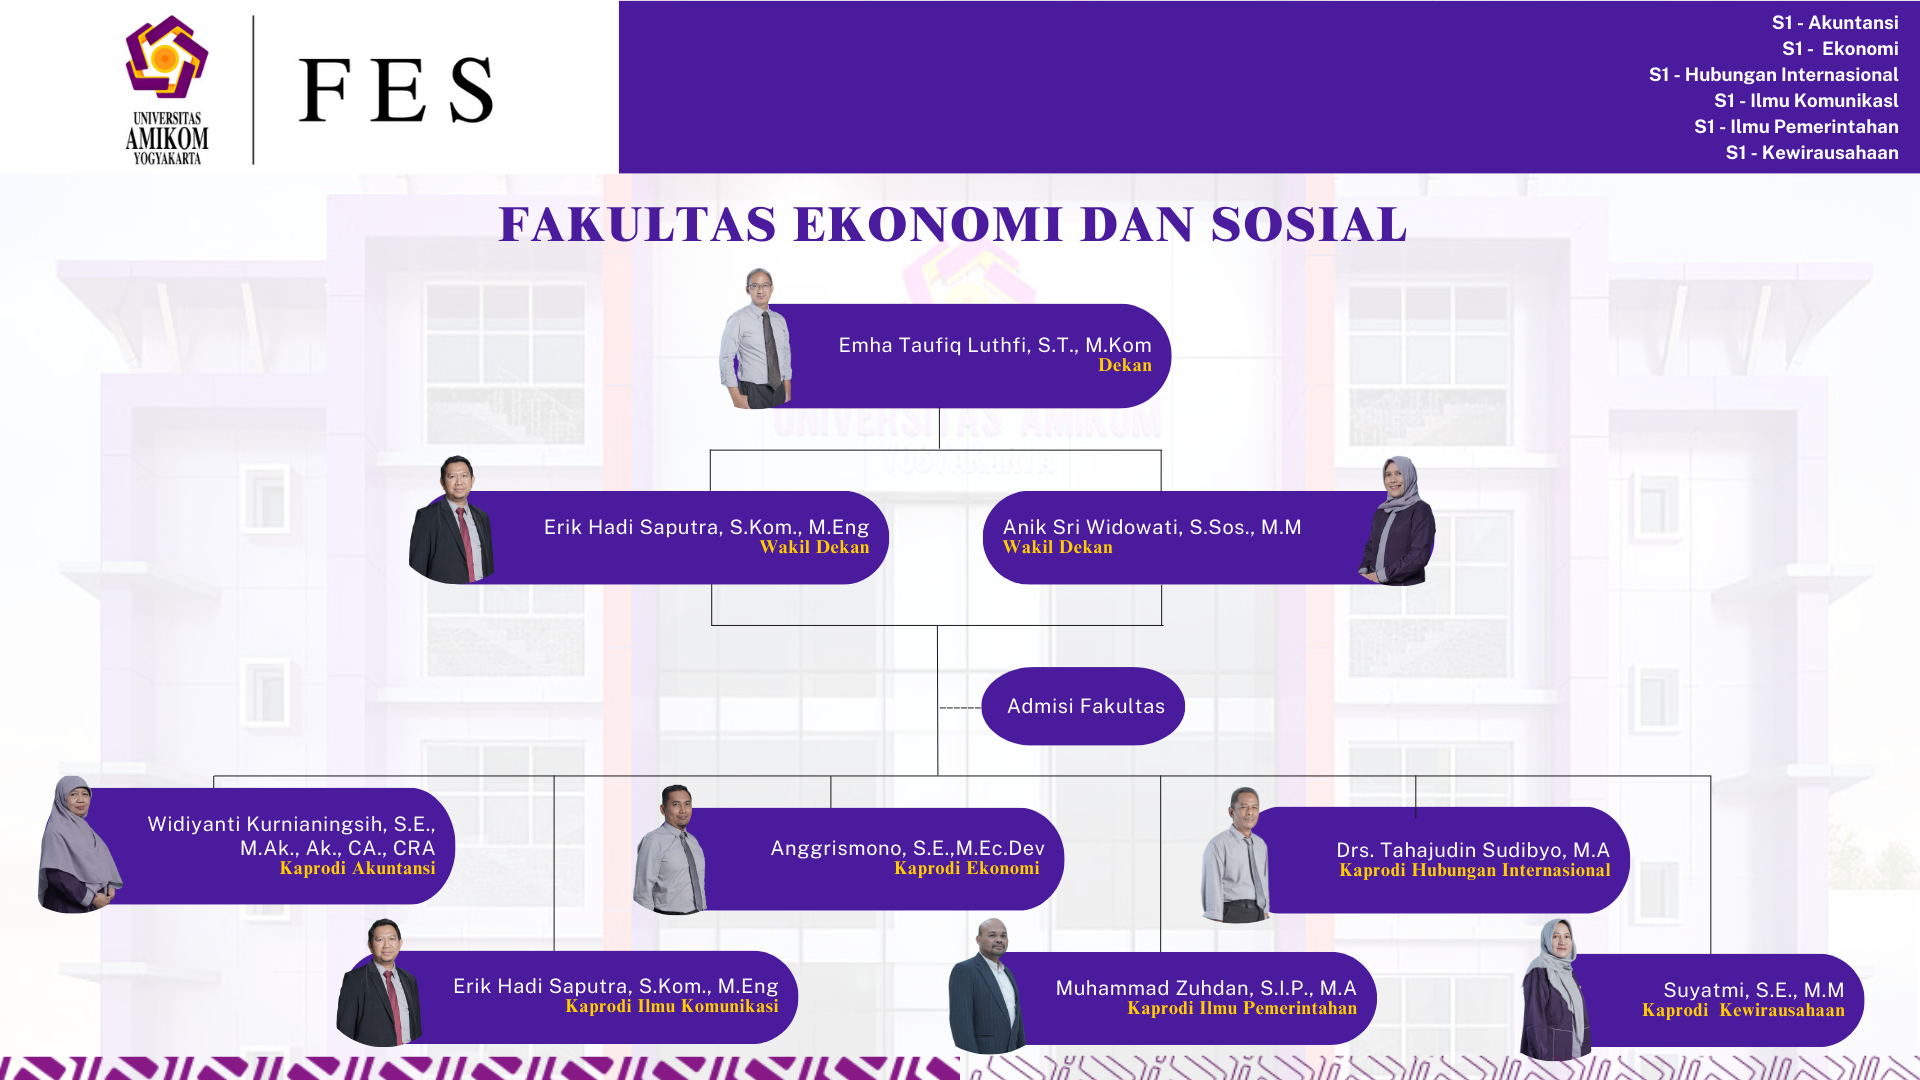 UNIVERSITAS
AMIKOM
YOGYAKARTA
FES
S1 - Akuntansi
S1 -  Ekonomi
S1 - Hubungan Internasional
S1 - Ilmu Komunikasl
S1 - Ilmu Pemerintahan
S1 - Kewirausahaan
FAKULTAS EKONOMI DAN SOSIAL
Emha Taufiq Luthfi, S.T., M.Kom
Dekan
UNIVERSITAS AMIKOM
YOGYAKARTA
Erik Hadi Saputra, S.Kom., M.Eng
Wakil Dekan
Anik Sri Widowati, S.Sos., M.M
Wakil Dekan
Admisi Fakultas
Widiyanti Kurnianingsih, S.E.,
M.Ak., Ak., CA., CRA
Kaprodi Akuntansi
Anggrismono, S.E.,M.Ec.Dev
Kaprodi Ekonomi
Drs. Tahajudin Sudibyo, M.A
Kaprodi Hubungan Internasional
Erik Hadi Saputra, S.Kom., M.Eng
Kaprodi Ilmu Komunikasi
Muhammad Zuhdan, S.I.P., M.A
Kaprodi Ilmu Pemerintahan
Suyatmi, S.E., M.M
Kaprodi  Kewirausahaan